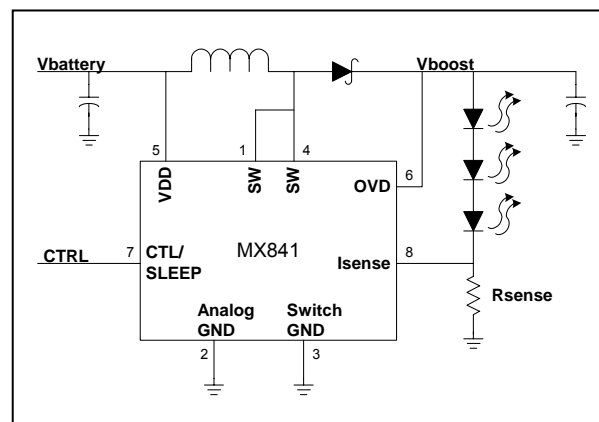 Vbattery
Vboost
5
1
4
VDD
SW
SW
OVD
6
CTRL
7
CTL/
SLEEP
MX841
Isense
8
Rsense
Analog
GND
Switch
GND
2
3